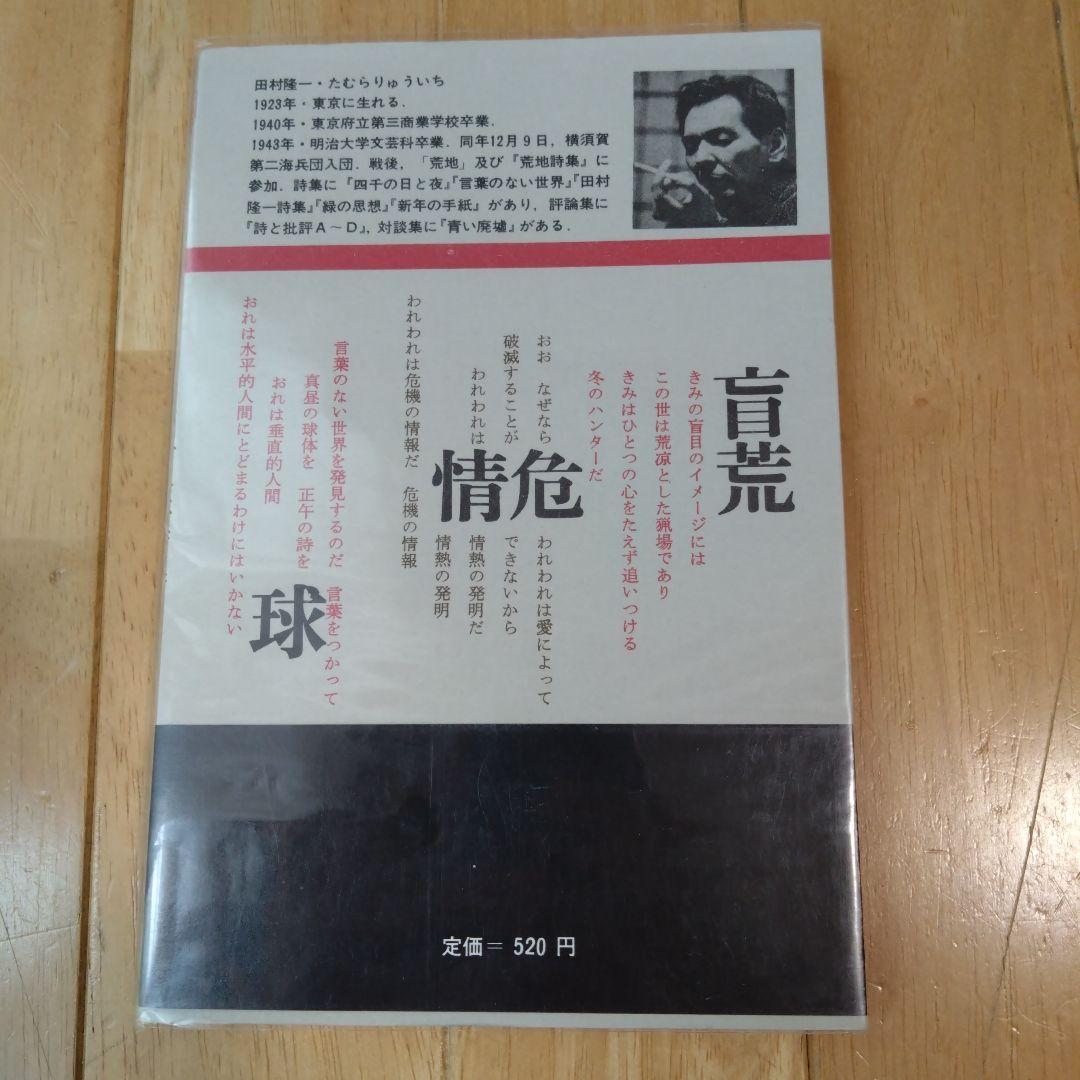 田村隆一・たむらりゅういち
1923年・東京に生れる.
1940年・東京府立第三商業学校卒業.
1943年・明治大学文芸科卒業. 同年12月9日, 横須賀
第二海兵団入団. 戦後, 「荒地」及び『荒地詩集』に
参加. 詩集に『四千の日と夜』『言葉のない世界』『田村
隆一詩集』『緑の思想』『新年の手紙』があり, 評論集に
『詩と批評A〜D』, 対談集に『青い廃墟』がある.
盲荒
きみの盲目のイメージには
この世は荒凉とした猟場であり
きみはひとつの心をたえず追いつける
冬のハンターだ
危
情
おお なぜなら われわれは愛によって
破滅することが できないから
われわれは 情熱の発明だ
情熱の発明
われわれは危機の情報だ 危機の情報
球
言葉のない世界を発見するのだ 言葉をつかって
真昼の球体を 正午の詩を
おれは垂直的人間
おれは水平的人間にとどまるわけにはいかない
定価＝ 520 円